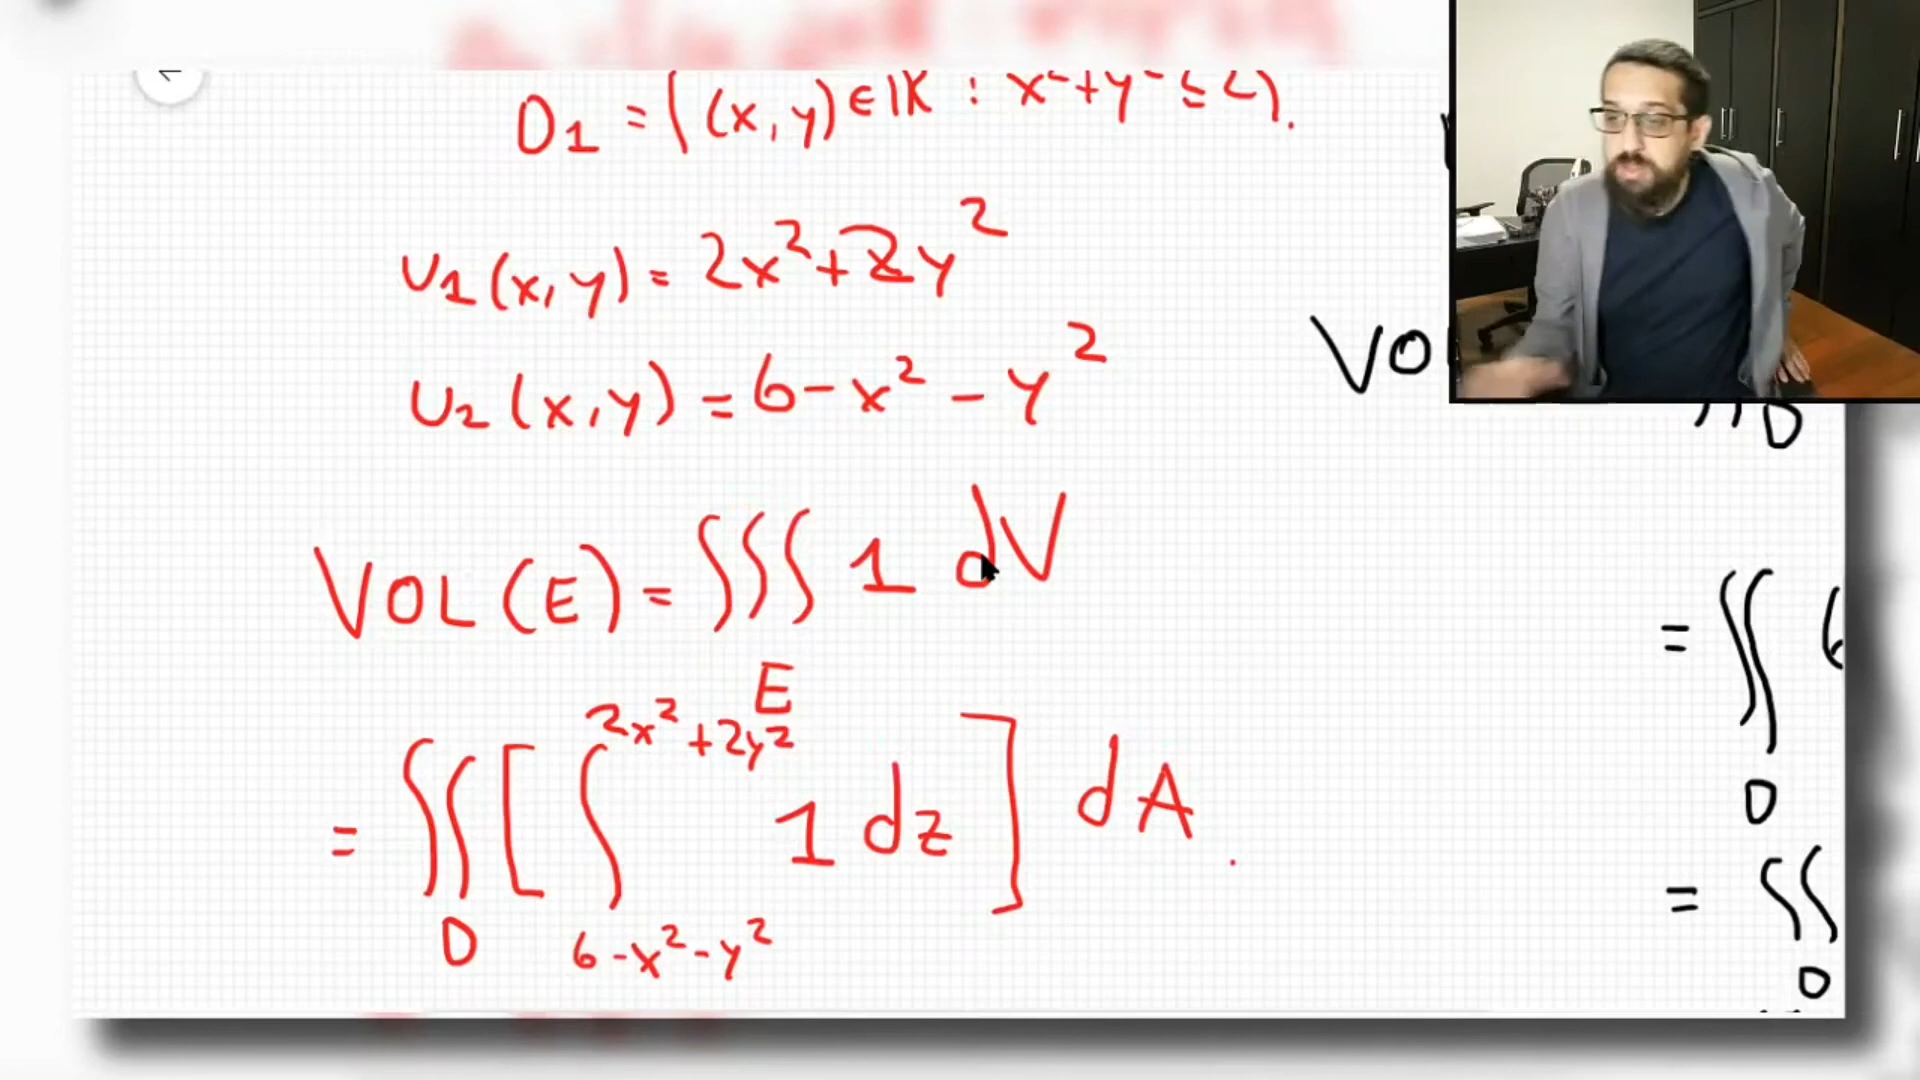 D1 = { (x,y) ∈ ℝ² : x²+y² ≤ 2}.
u1(x,y) = 2x²+2y²
u2(x,y) = 6-x²-y²
VO
D
VOL(E) = ∫∫∫ 1 dV
E
= ∬ 6
2x²+2y²
= ∬ [ ∫ 1 dz ] dA.
D
D 6-x²-y²
= ∬
D